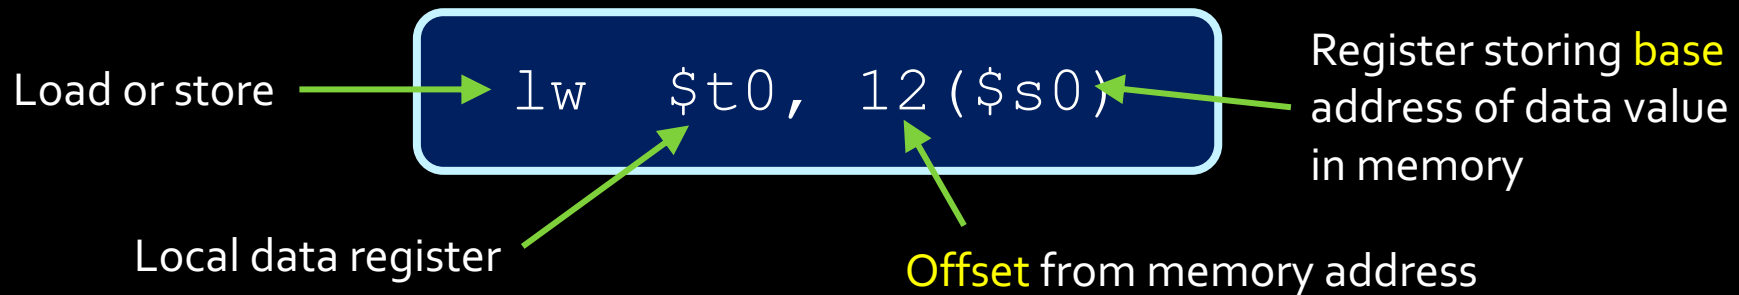 Load or store
lw  $t0, 12($s0)
Register storing base
address of data value
in memory
Local data register
Offset from memory address